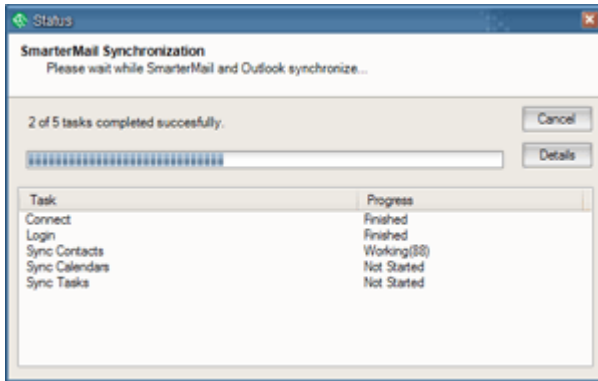 Status
SmarterMail Synchronization
Please wait while SmarterMail and Outlook synchronize...
2 of 5 tasks completed succesfully.
Cancel
Details
Task Progress
Connect Finished
Login Finished
Sync Contacts Working(88)
Sync Calendars Not Started
Sync Tasks Not Started